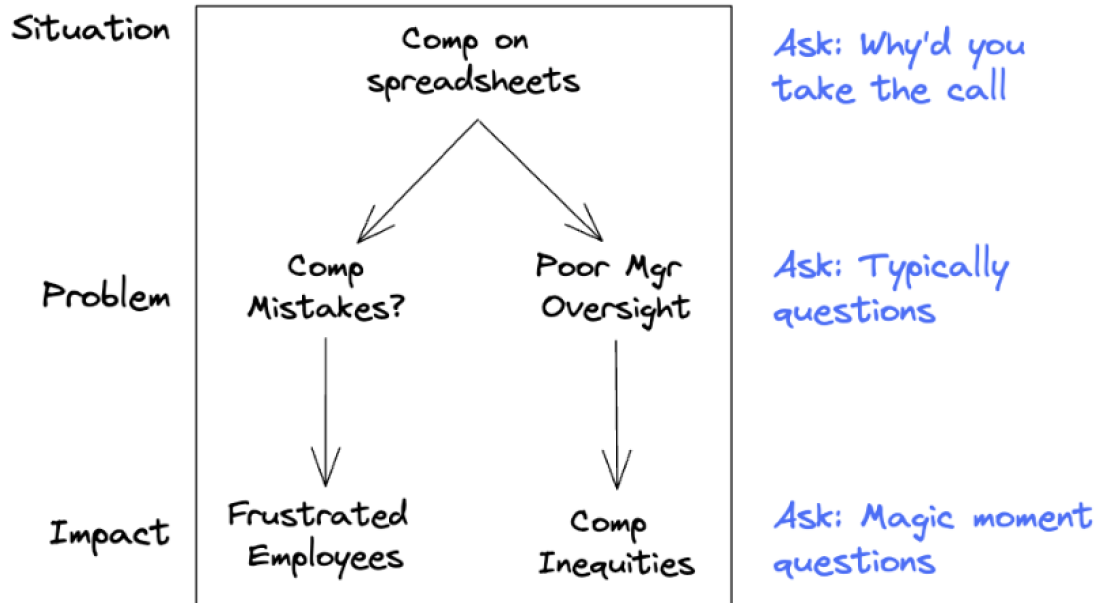 Situation
Comp on
spreadsheets
Ask: Why'd you
take the call
Problem
Comp
Mistakes?
Poor Mgr
Oversight
Ask: Typically
questions
Impact
Frustrated
Employees
Comp
Inequities
Ask: Magic moment
questions